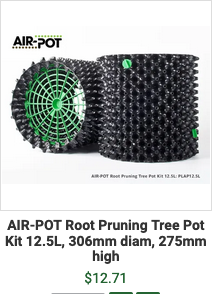 AIR-POT
AIR-POT Root Pruning Tree Pot Kit 12.5L: PLAP12.5L
AIR-POT Root Pruning Tree Pot
Kit 12.5L, 306mm diam, 275mm
high
$12.71